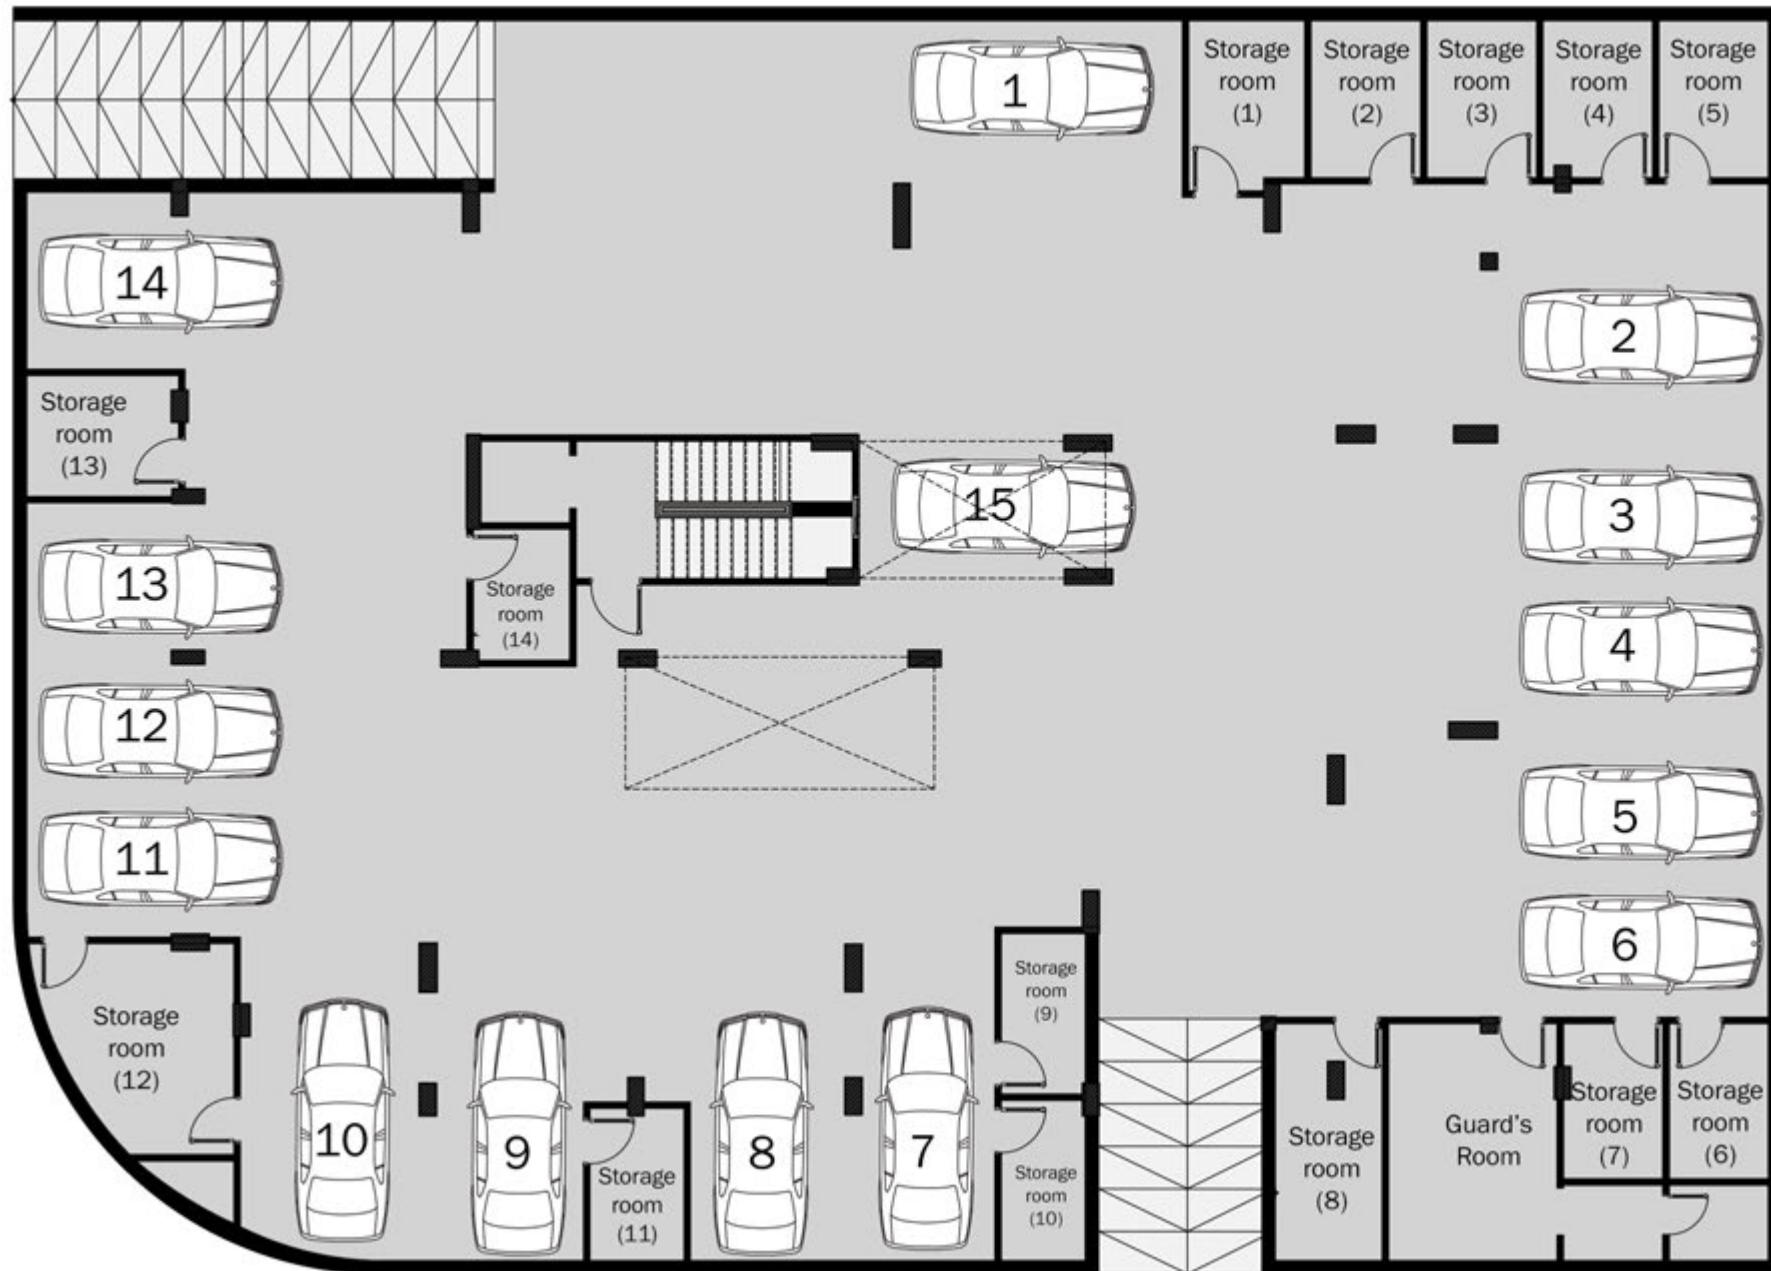 1
Storage
room
(1)
Storage
room
(2)
Storage
room
(3)
Storage
room
(4)
Storage
room
(5)
14
2
Storage
room
(13)
15
3
13
Storage
room
(14)
4
12
5
11
6
Storage
room
(12)
10
9
Storage
room
(11)
8
7
Storage
room
(9)
Storage
room
(10)
Storage
room
(8)
Guard's
Room
Storage
room
(7)
Storage
room
(6)